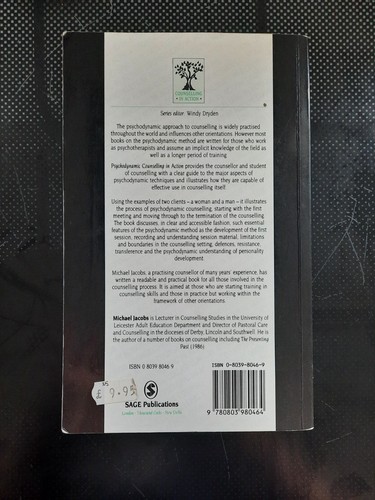 COUNSELLING
IN ACTION
Series editor: Windy Dryden
The psychodynamic approach to counselling is widely practised
throughout the world and influences other orientations. However most
books on the psychodynamic method are written for those who work
as psychotherapists and assume an implicit knowledge of the field as
well as a longer period of training
Psychodynamic Counselling in Action provides the counsellor and student
of counselling with a clear guide to the major aspects of
psychodynamic techniques and illustrates how they are capable of
effective use in counselling itself
Using the examples of two clients – a woman and a man – it illustrates
the process of psychodynamic counselling, starting with the first
meeting and moving through to the termination of the counselling
The book discusses, in clear and accessible fashion, such essential
features of the psychodynamic method as the development of the first
session, recording and understanding session material, limitations
and boundaries in the counselling setting, defences, resistance,
transference and the psychodynamic understanding of personality
development.
Michael Jacobs, a practising counsellor of many years' experience, has
written a readable and practical book for all those involved in the
counselling process. It is aimed at those who are starting training in
counselling skills and those in practice but working within the
framework of other orientations.
Michael Jacobs is Lecturer in Counselling Studies in the University of
Leicester Adult Education Department and Director of Pastoral Care
and Counselling in the dioceses of Derby, Lincoln and Southwell. He is
the author of a number of books on counselling including The Presenting
Past (1986).
ISBN 0 8039 8046 9
ISBN 0-8039-8046-9
£ 9.95
SAGE Publications
London · Thousand Oaks · New Delhi
9 780803 980464